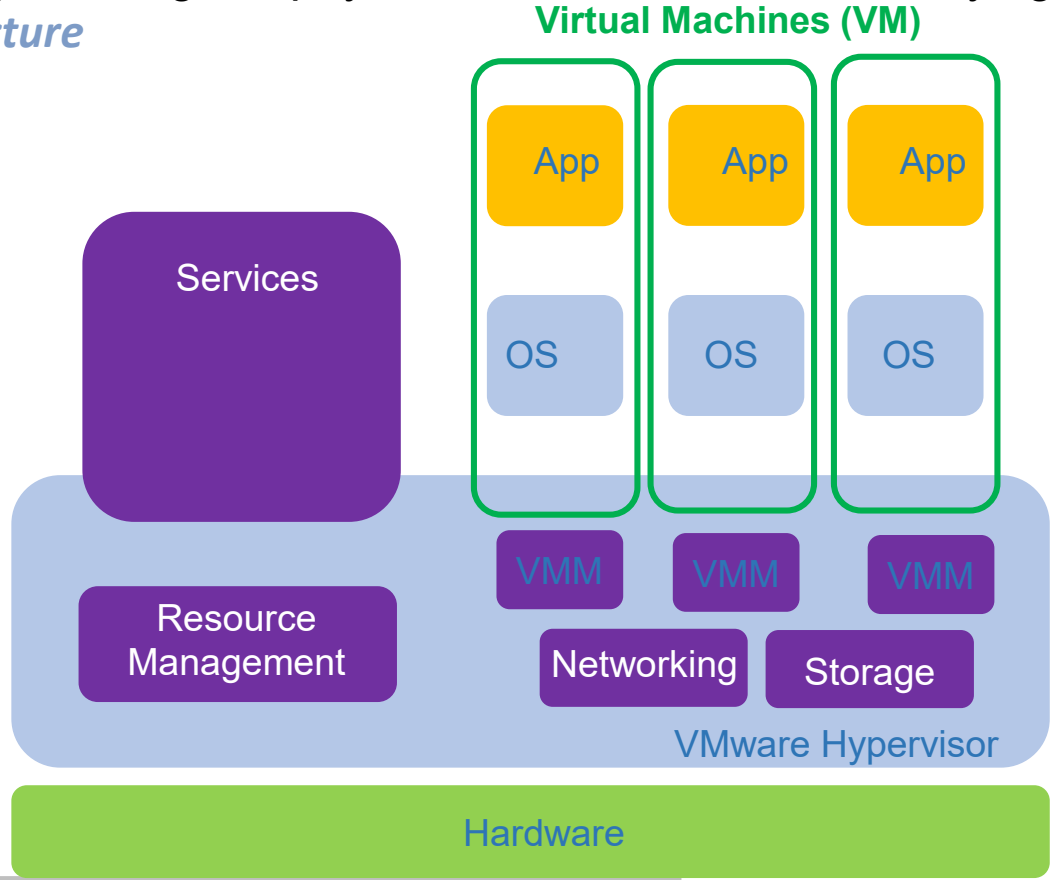 Virtual Machines (VM)
App
App
App
Services
OS
OS
OS
VMM
VMM
VMM
Resource
Management
Networking
Storage
VMware Hypervisor
Hardware